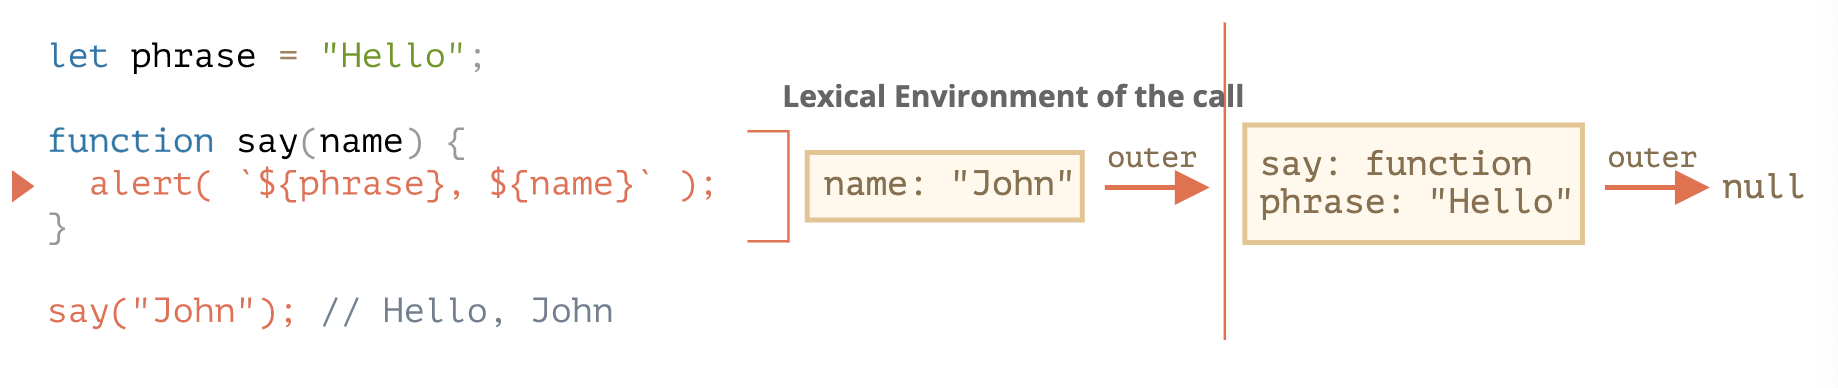 let phrase = "Hello";
function say(name) {
alert( `${phrase}, ${name}` );
}
say("John"); // Hello, John
Lexical Environment of the call
name: "John"
outer
say: function
phrase: "Hello"
outer
null